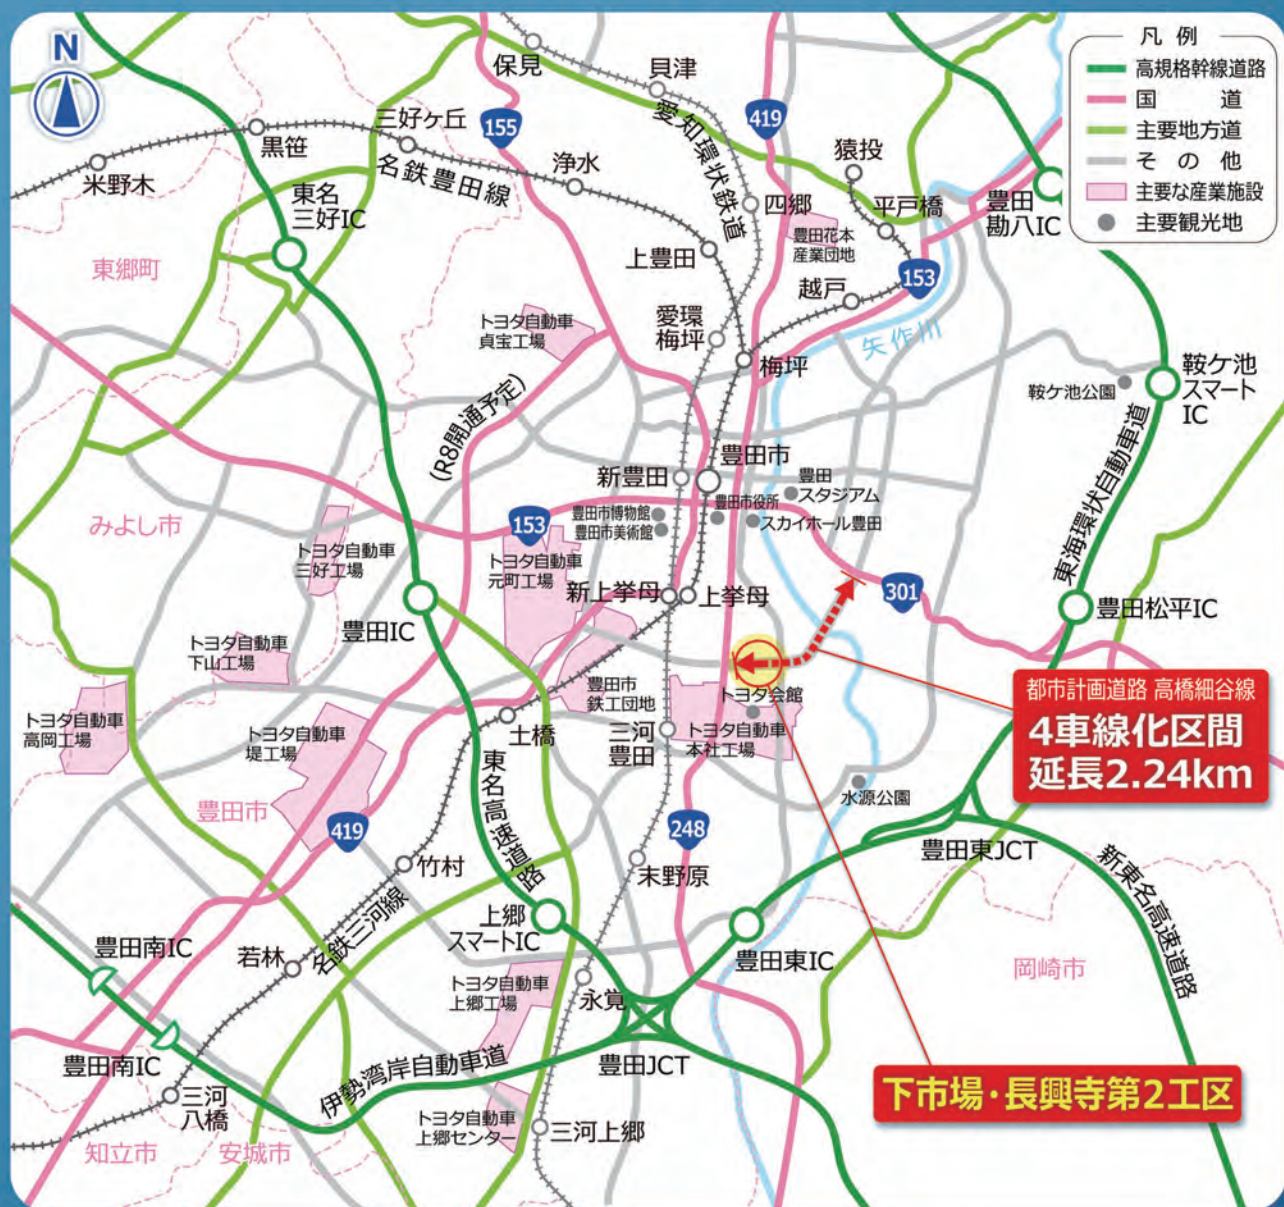 N
凡 例
高規格幹線道路
国 道
主要地方道
そ の 他
主要な産業施設
主要観光地
保見
貝津
155
愛知環状鉄道
419
猿投
三好ヶ丘
黒笹
米野木
名鉄豊田線
浄水
東名
三好IC
四郷
平戸橋
豊田
勘八IC
豊田花本
産業団地
東郷町
上豊田
越戸
153
トヨタ自動車
貞宝工場
愛環
梅坪
矢作川
梅坪
鞍ケ池公園
鞍ケ池
スマート
IC
(R8開通予定)
東海環状自動車道
豊田市
新豊田
豊田
スタジアム
みよし市
153
豊田市博物館
豊田市美術館
豊田市役所
スカイホール豊田
トヨタ自動車
三好工場
トヨタ自動車
元町工場
新上挙母
上挙母
301
豊田松平IC
豊田IC
トヨタ自動車
下山工場
豊田市
鉄工団地
トヨタ会館
都市計画道路 高橋細谷線
4車線化区間
延長2.24km
トヨタ自動車
高岡工場
トヨタ自動車
堤工場
土橋
三河
豊田
トヨタ自動車
本社工場
東名高速道路
水源公園
豊田市
419
248
豊田東JCT
竹村
末野原
新東名高速道路
名鉄三河線
上郷
スマートIC
豊田南IC
若林
豊田東IC
岡崎市
トヨタ自動車
上郷工場
永覚
豊田南IC
伊勢湾岸自動車道
豊田JCT
三河
八橋
下市場・長興寺第2工区
トヨタ自動車
上郷センター
三河上郷
知立市
安城市